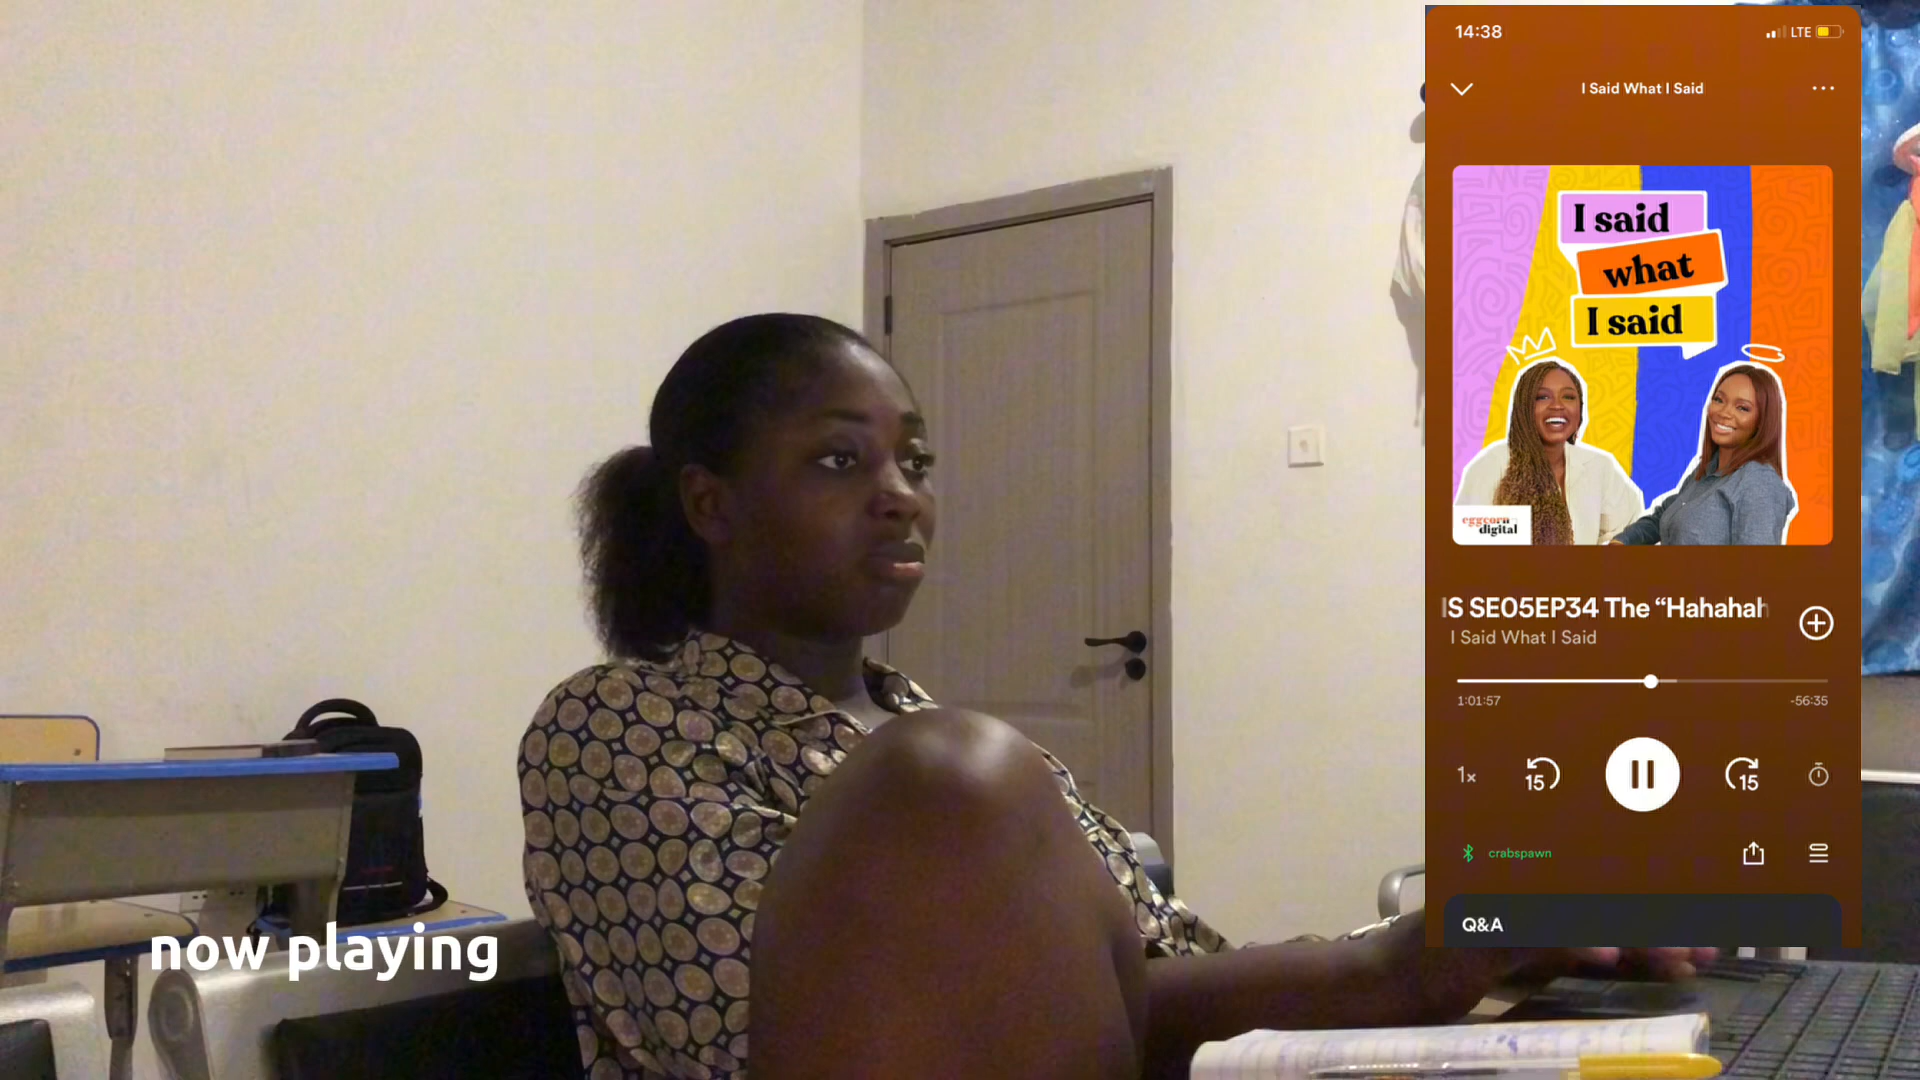 14:38
LTE
I Said What I Said
I said
what
I said
eggcorn
digital
IS SE05EP34 The “Hahahah
I Said What I Said
1:01:57
-56:35
1x
15
15
crabspawn
Q&A
now playing